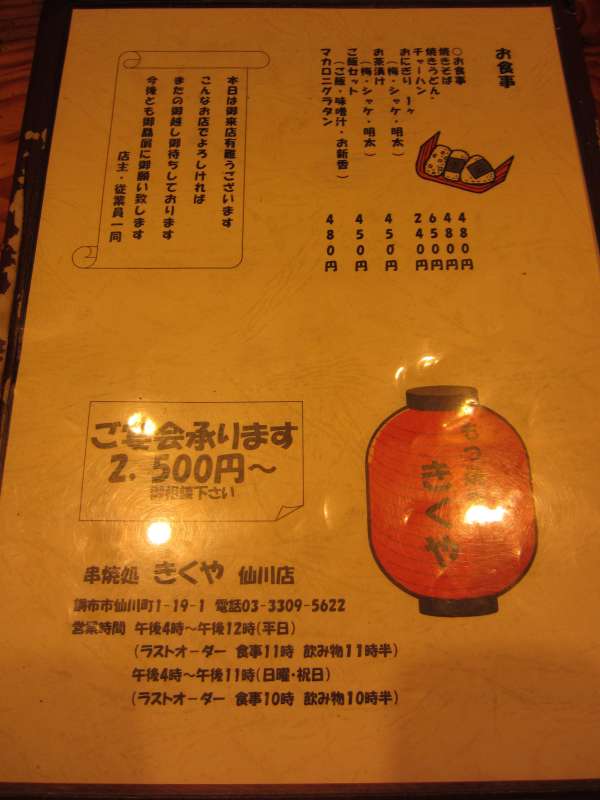 お食事
○お食事
焼きそば 480円
焼きうどん・ 480円
チャーハン 650円
おにぎり 1ヶ 240円
(梅・シャケ・明太)
お茶漬け 450円
(梅・シャケ・明太)
ご飯セット 450円
(ご飯・味噌汁・お新香)
マカロニグラタン 480円
本日は御来店有難うございます
こんなお店でよろしければ
またの御越し御待ちしております
今後とも御贔屓に御願い致します
店主・従業員一同
ご宴会承ります
2.500円～
御相談下さい
もつ焼
きくや
串焼処 きくや 仙川店
調布市仙川町1-19-1 電話03-3309-5622
営業時間 午後4時～午後12時(平日)
(ラストオーダー 食事11時 飲み物11時半)
午後4時～午後11時(日曜・祝日)
(ラストオーダー 食事10時 飲み物10時半)